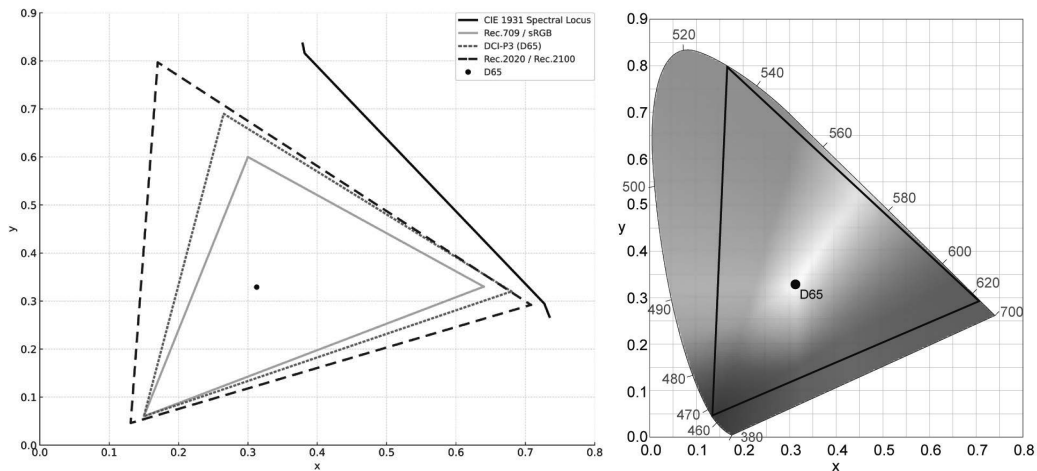 0.9
0.8
0.7
0.6
0.5
0.4
0.3
0.2
0.1
0.0
y
0.0 0.1 0.2 0.3 0.4 0.5 0.6 0.7 0.8
x
CIE 1931 Spectral Locus
Rec.709 / sRGB
DCI-P3 (D65)
Rec.2020 / Rec.2100
D65
0.9
0.8
0.7
0.6
0.5
0.4
0.3
0.2
0.1
0.0
y
0.0 0.1 0.2 0.3 0.4 0.5 0.6 0.7 0.8
x
520
540
560
500
580
600
620
D65
490
700
480
470
460
380